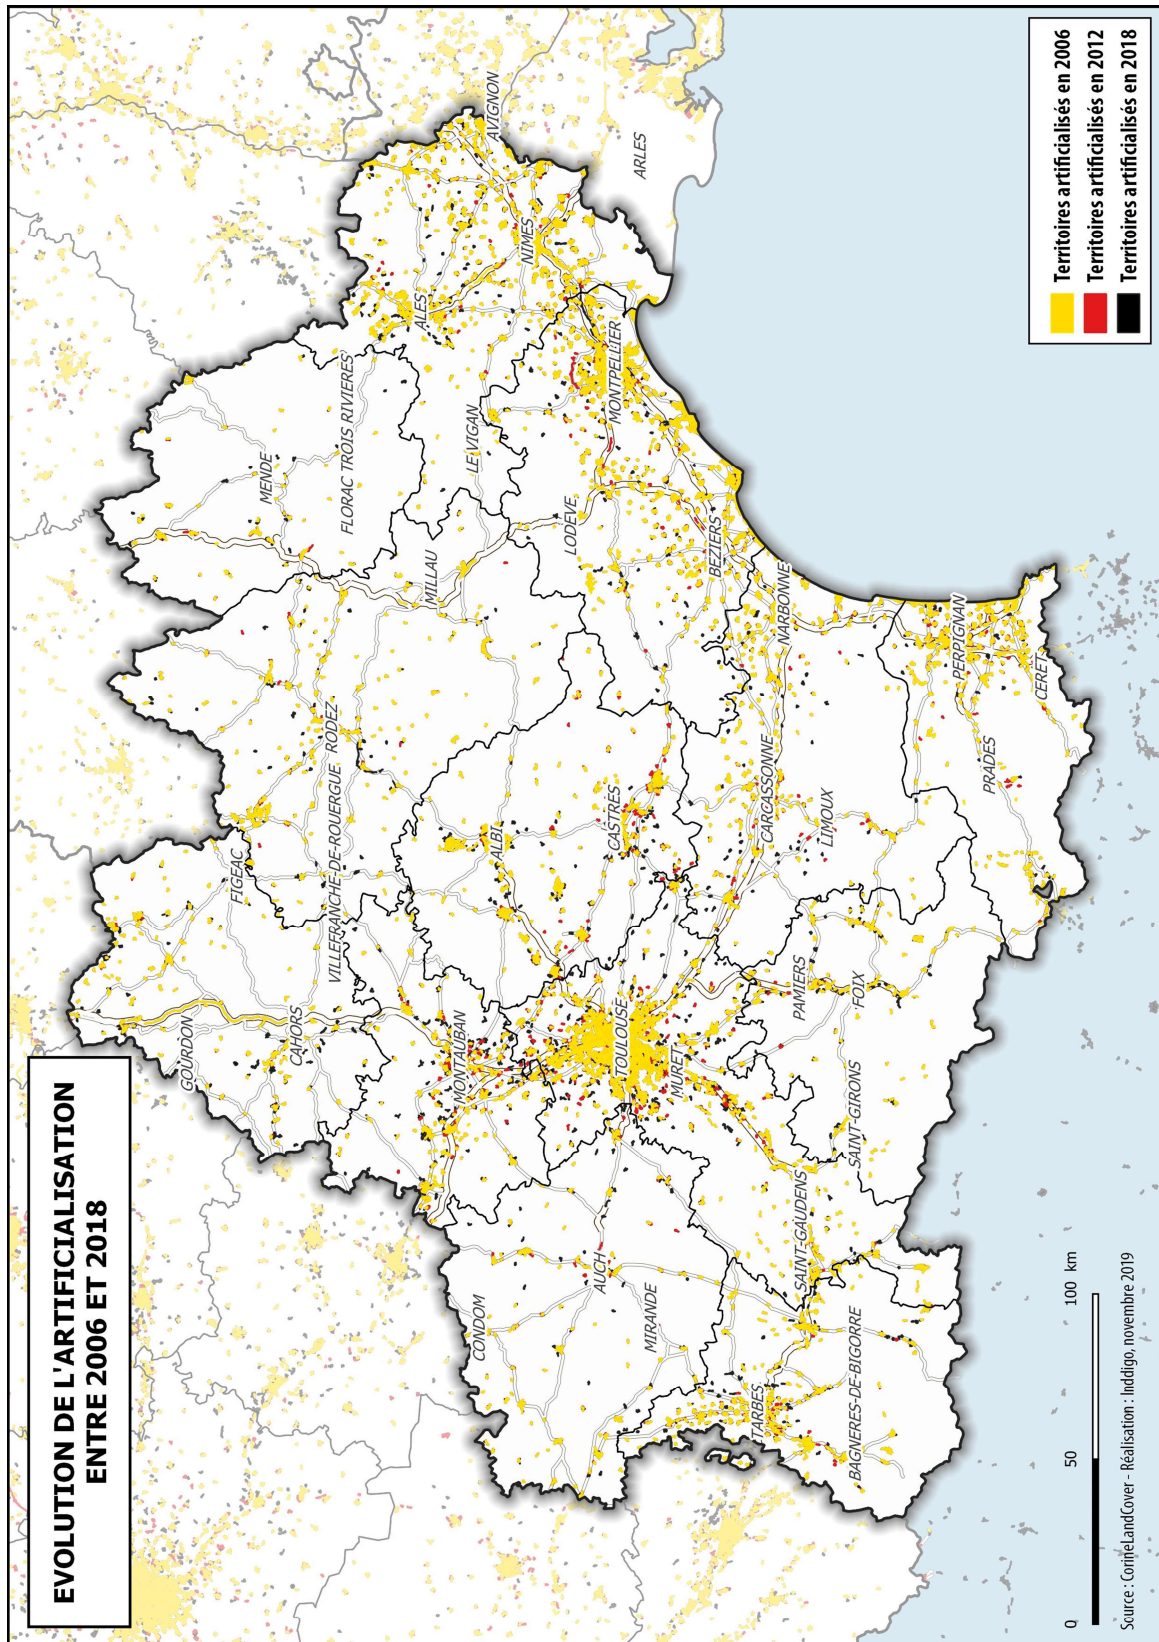 EVOLUTION DE L'ARTIFICIALISATION
ENTRE 2006 ET 2018
GOURDON
FIGEAC
CAHORS
MENDE
VILLEFRANCHE-DE-ROUERGUE
RODEZ
FLORAC TROIS RIVIERES
ALES
AVIGNON
MONTAUBAN
CONDOM
ALBI
MILLAU
LE VIGAN
NIMES
LODEVE
AUCH
TOULOUSE
CASTRES
MONTPELLIER
ARLES
MIRANDE
MURET
BEZIERS
TARBES
SAINT-GAUDENS
PAMIERS
CARCASSONNE
NARBONNE
BAGNERES-DE-BIGORRE
SAINT-GIRONS
FOIX
LIMOUX
PERPIGNAN
PRADES
CERET
Territoires artificialisés en 2006
Territoires artificialisés en 2012
Territoires artificialisés en 2018
0 50 100 km
Source : CorineLandCover - Réalisation : Inddigo, novembre 2019